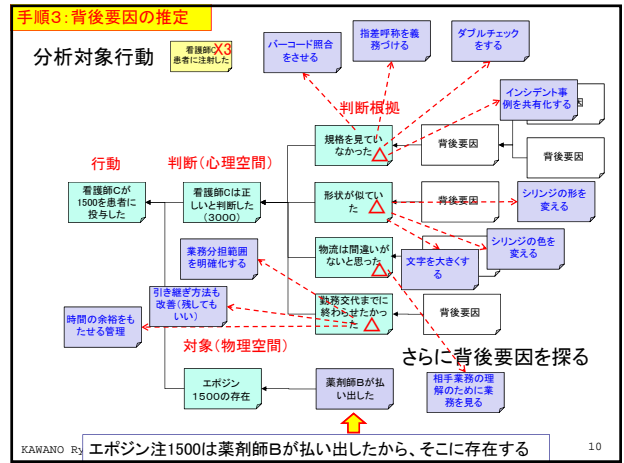 手順3：背後要因の推定
分析対象行動
看護師C X3
患者に注射した
バーコード照合
をさせる
指差呼称を義
務づける
ダブルチェック
をする
インシデント事
例を共有化する
判断根拠
規格を見てい
なかった
背後要因
背後要因
行動
判断（心理空間）
看護師Cが
1500を患者に
投与した
看護師Cは正
しいと判断した
（3000）
形状が似てい
た
背後要因
シリンジの形を
変える
業務分担範囲
を明確化する
物流は間違いが
ないと思った
文字を大きくす
る
シリンジの色を
変える
引き継ぎ方法も
改善（残しても
いい）
時間の余裕をも
たせる管理
勤務交代までに
終わらせたかっ
た
背後要因
対象（物理空間）
さらに背後要因を探る
エポジン
1500の存在
薬剤師Bが払
い出した
相手業務の理
解のために業
務を見る
KAWANO Ry
エポジン注1500は薬剤師Bが払い出したから、そこに存在する
10